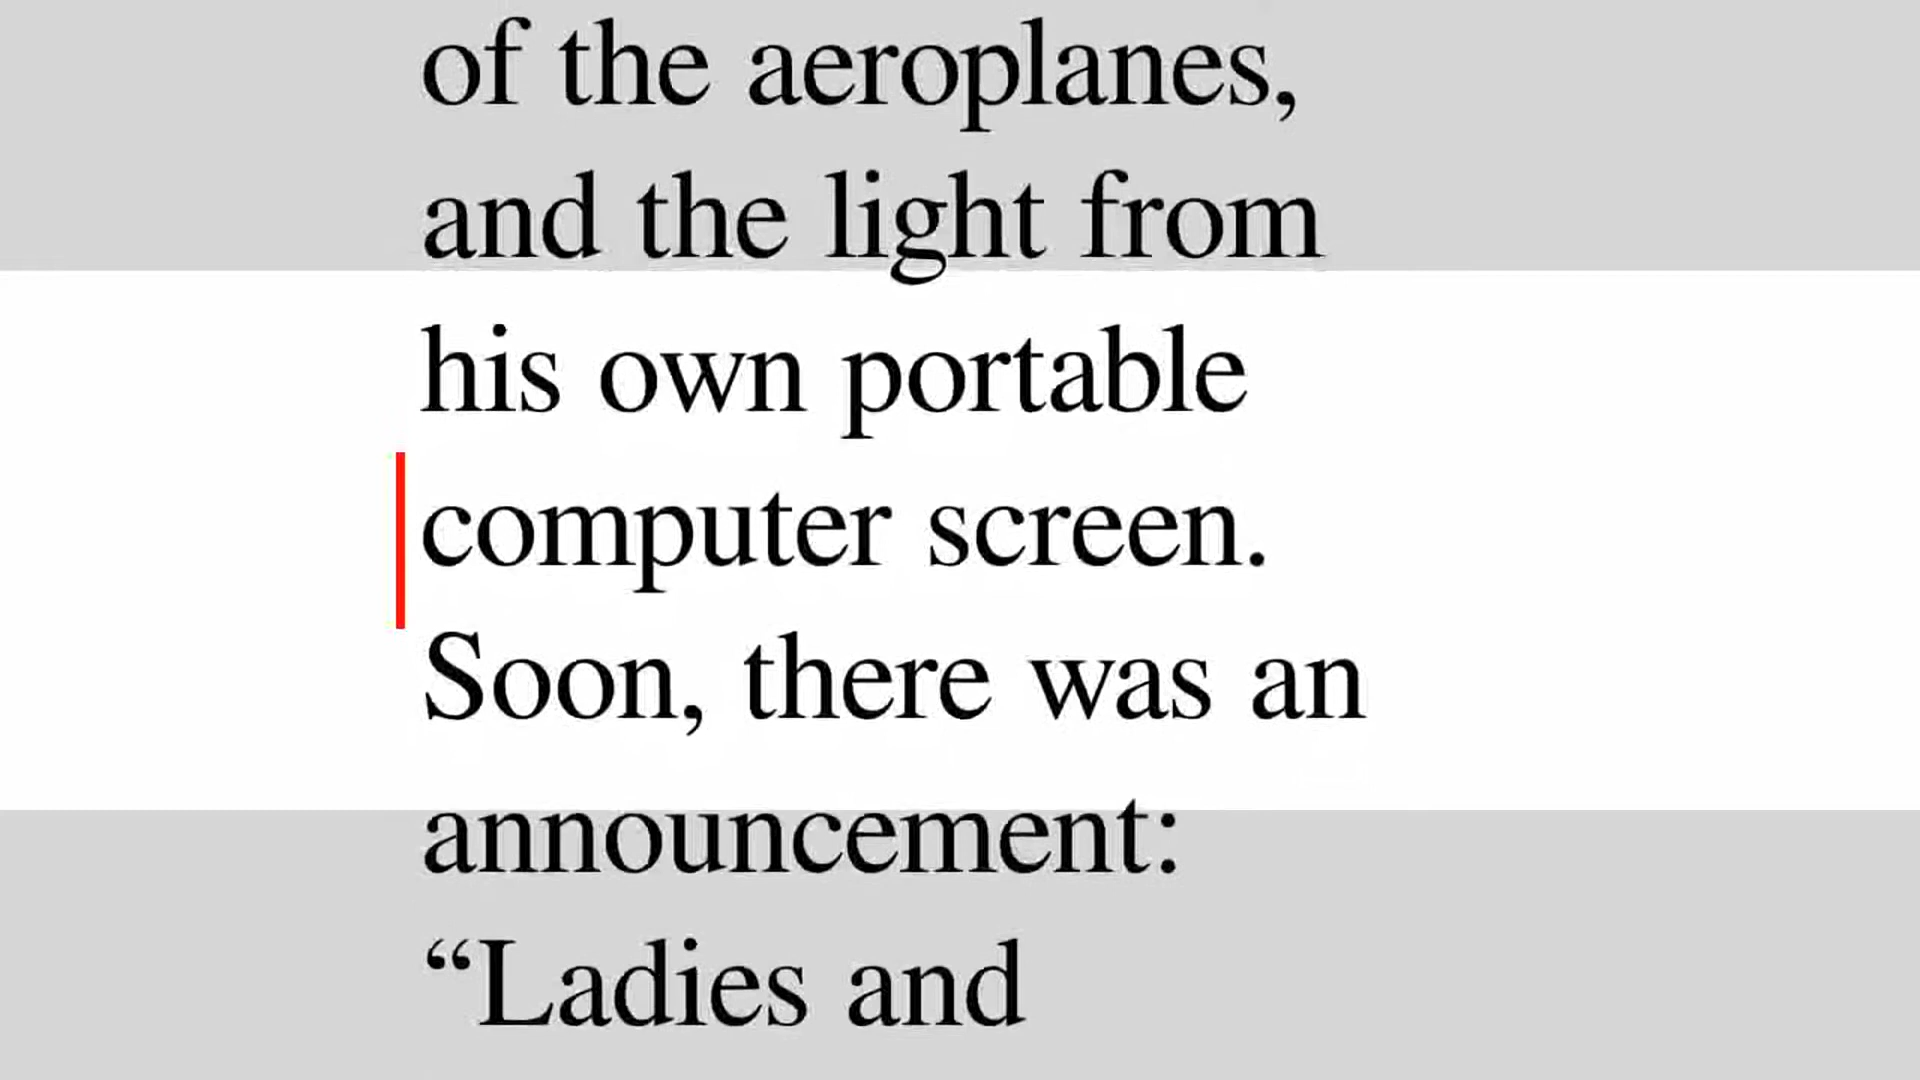 of the aeroplanes,
and the light from
his own portable
computer screen.
Soon, there was an
announcement:
“Ladies and